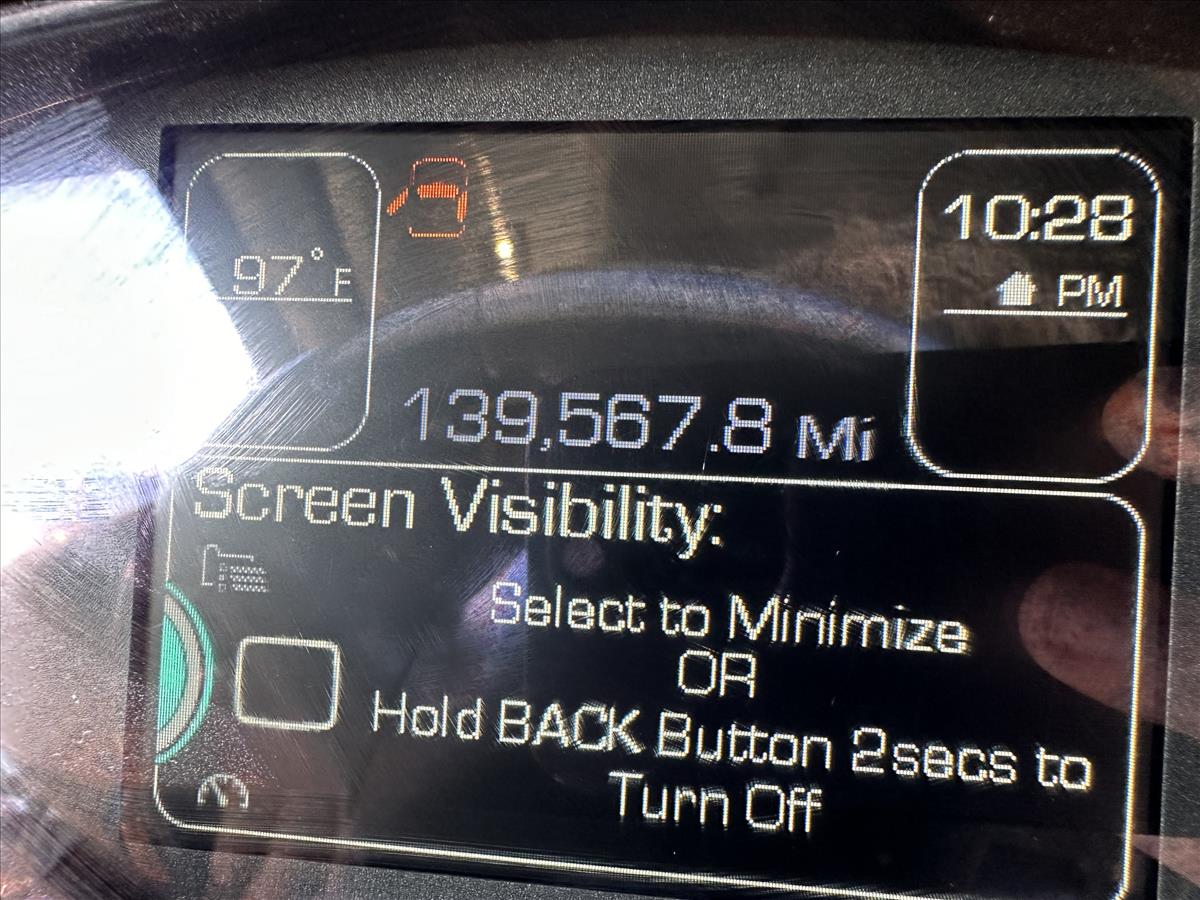 97°F
10:28
PM
139,567.8 Mi
Screen Visibility:
Select to Minimize
OR
Hold BACK Button 2secs to
Turn Off